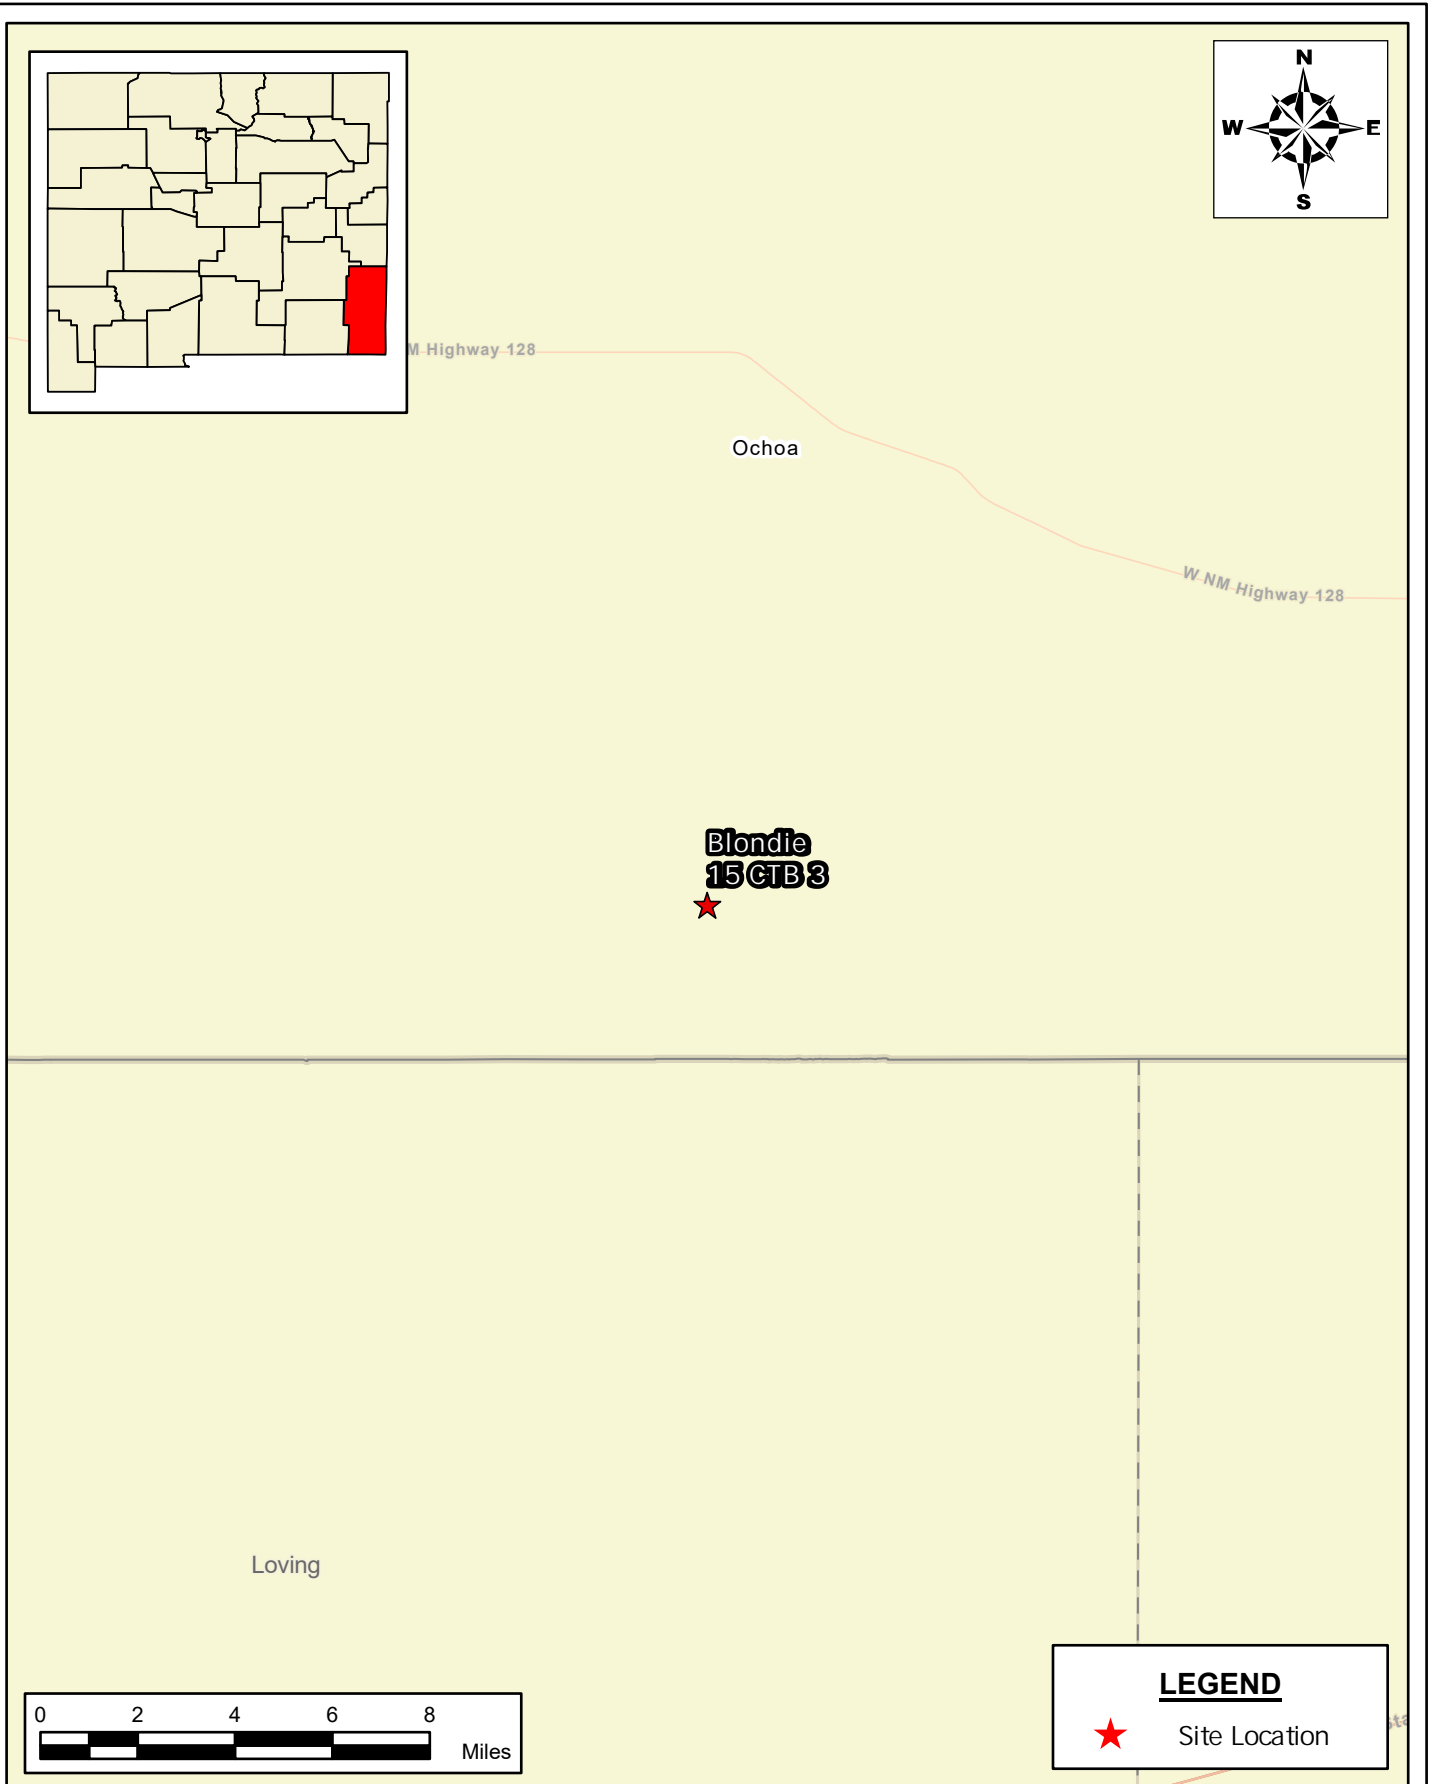 N
W E
S
M Highway 128
Ochoa
W NM Highway 128
Blondie
15 CTB 3
Loving
LEGEND
Site Location
0 2 4 6 8
Miles